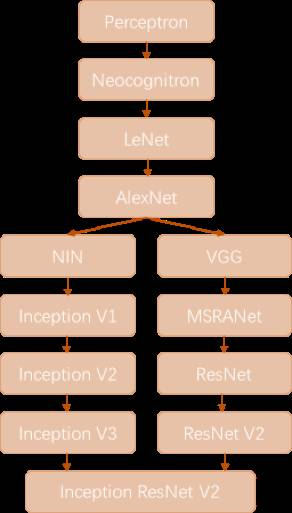 Perceptron
Neocognitron
LeNet
AlexNet
NIN
VGG
Inception V1
MSRANet
Inception V2
ResNet
Inception V3
ResNet V2
Inception ResNet V2